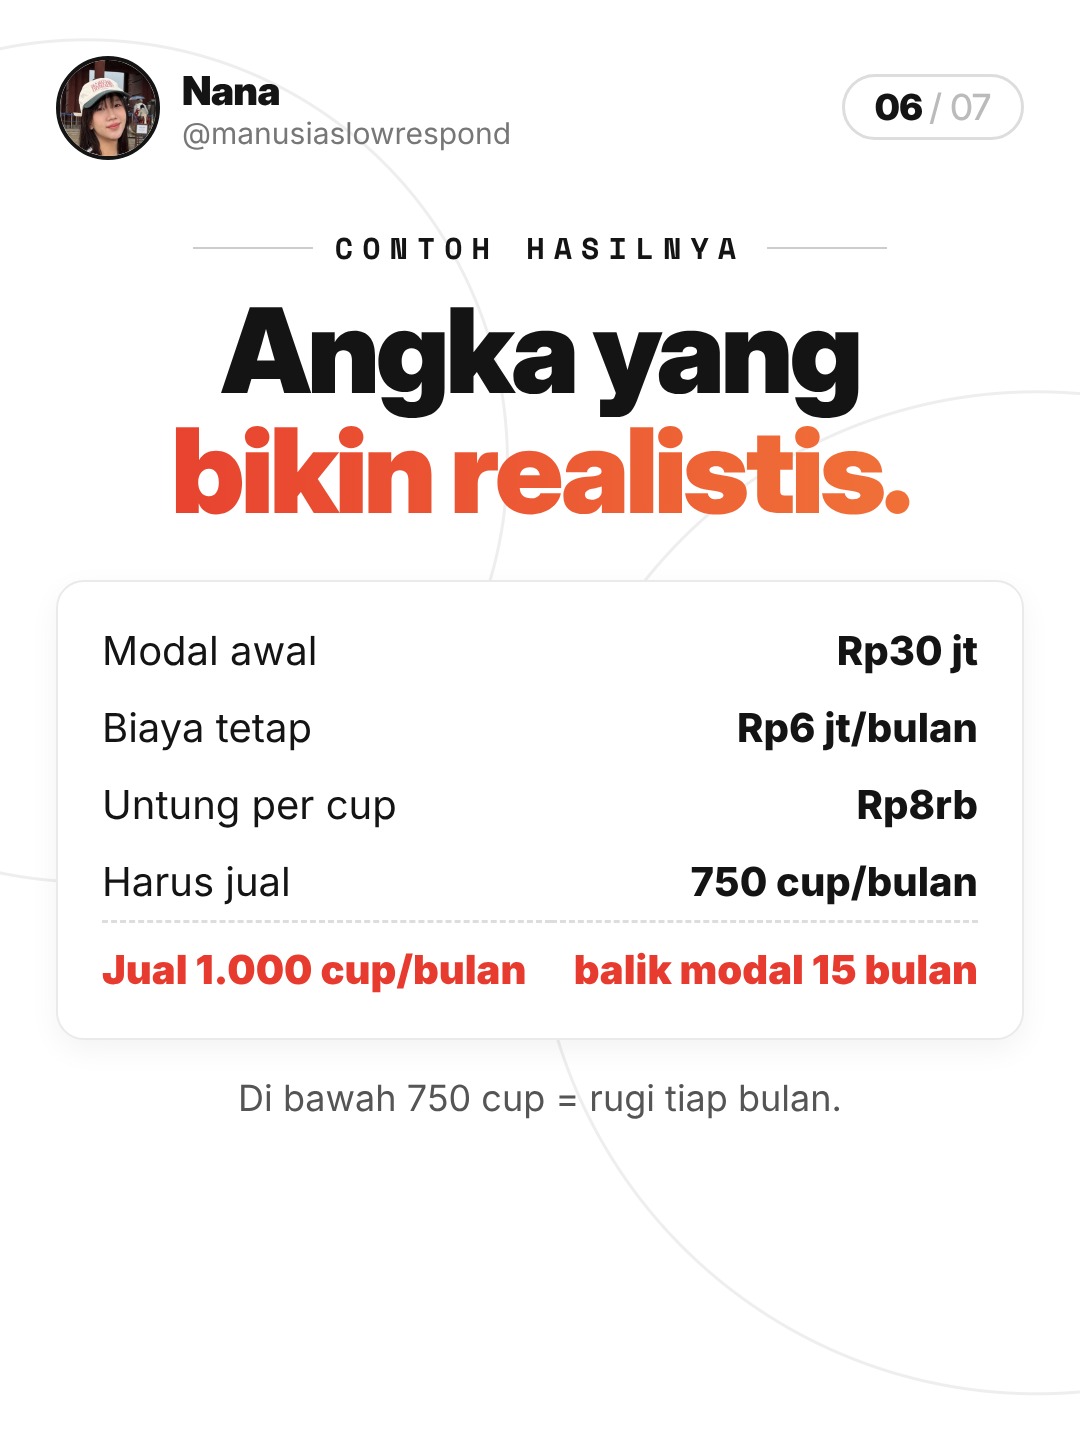 Nana
@manusiaslowrespond
06 / 07
CONTOH HASILNYA
Angka yang
bikin realistis.
Modal awal Rp30 jt
Biaya tetap Rp6 jt/bulan
Untung per cup Rp8rb
Harus jual 750 cup/bulan
Jual 1.000 cup/bulan balik modal 15 bulan
Di bawah 750 cup = rugi tiap bulan.